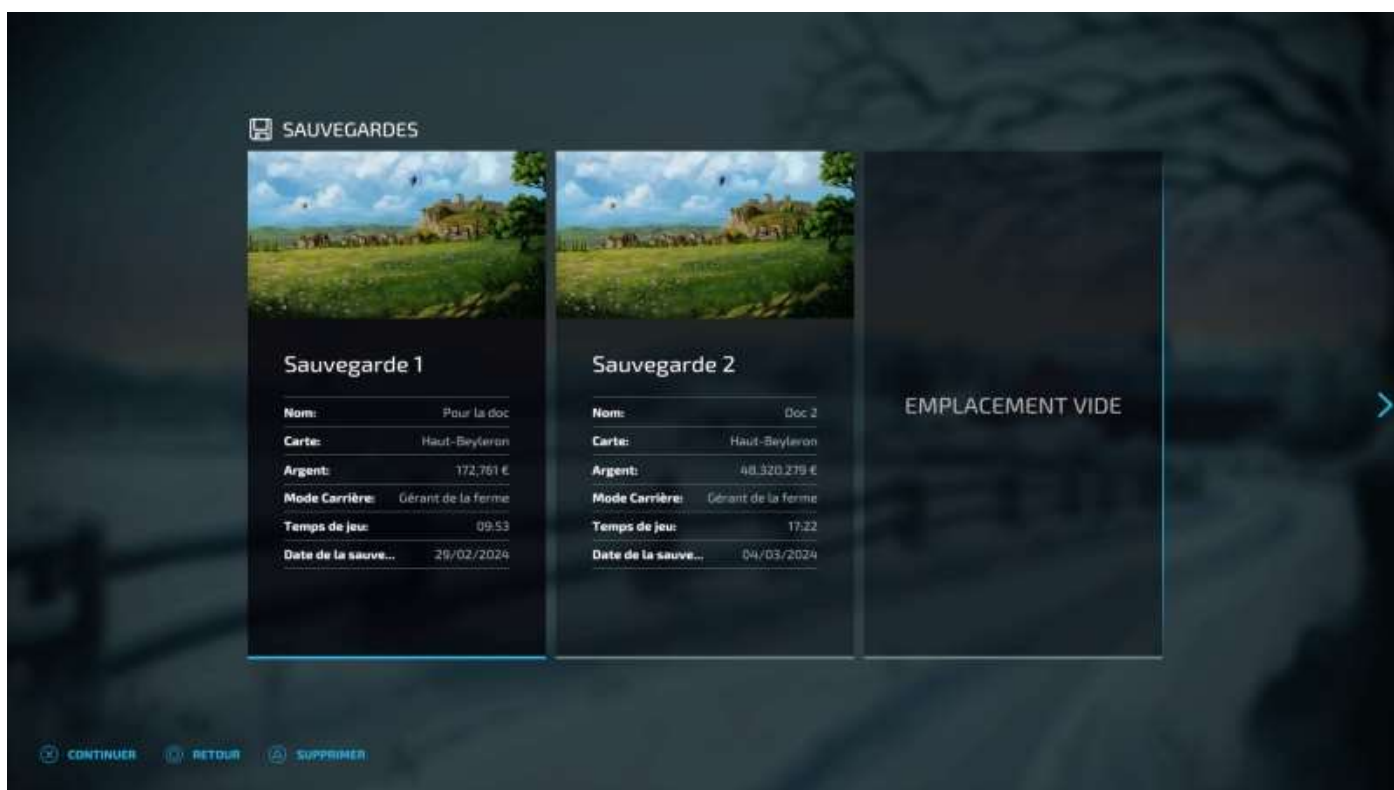 SAUVEGARDES
Sauvegarde 1
Nom: Pour la doc
Carte: Haut-Beyleron
Argent: 172,761 €
Mode Carrière: Gérant de la ferme
Temps de jeu: 09:53
Date de la sauve... 29/02/2024
Sauvegarde 2
Nom: Doc 2
Carte: Haut-Beyleron
Argent: 48.320.279 €
Mode Carrière: Gérant de la ferme
Temps de jeu: 17:22
Date de la sauve... 04/03/2024
EMPLACEMENT VIDE
CONTINUER RETOUR SUPPRIMER